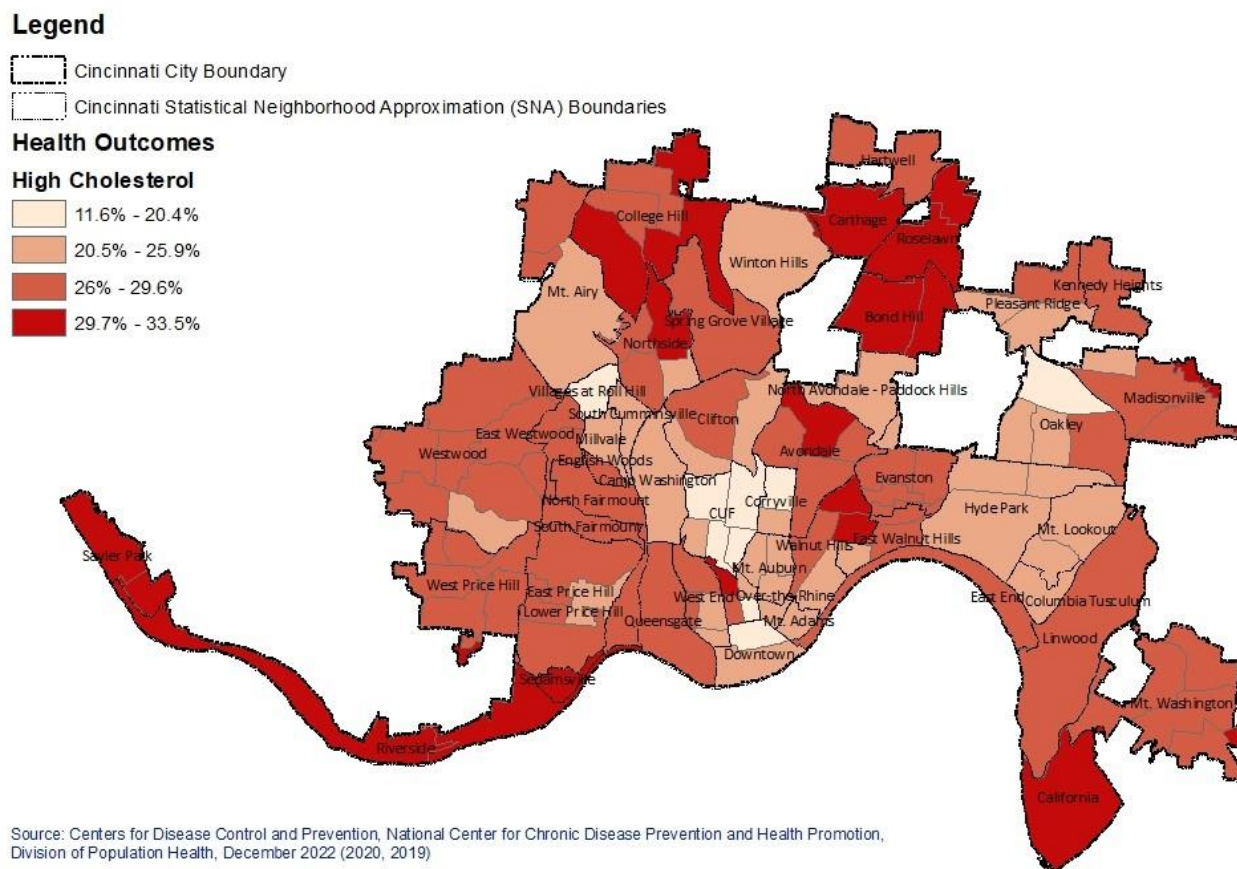 Legend
Cincinnati City Boundary
Cincinnati Statistical Neighborhood Approximation (SNA) Boundaries
Health Outcomes
High Cholesterol
11.6% - 20.4%
20.5% - 25.9%
26% - 29.6%
29.7% - 33.5%
Hartwell
College Hill
Carthage
Roselawn
Winton Hills
Kennedy Heights
Mt. Airy
Pleasant Ridge
Bond Hill
Spring Grove Village
Northside
Villages at Roll Hill
North Avondale - Paddock Hills
Madisonville
South Cumminsville
Clifton
Oakley
East Westwood
Millvale
Westwood
Avondale
English Woods
Camp Washington
Evanston
North Fairmount
Corryville
CUF
Hyde Park
South Fairmount
Mt. Lookout
Walnut Hills
East Walnut Hills
Sayler Park
Mt. Auburn
West Price Hill
East Price Hill
West End
Over-the-Rhine
East End
Columbia Tusculum
Lower Price Hill
Queensgate
Mt. Adams
Linwood
Downtown
Sedamsville
Mt. Washington
Riverside
California
Source: Centers for Disease Control and Prevention, National Center for Chronic Disease Prevention and Health Promotion,
Division of Population Health, December 2022 (2020, 2019)